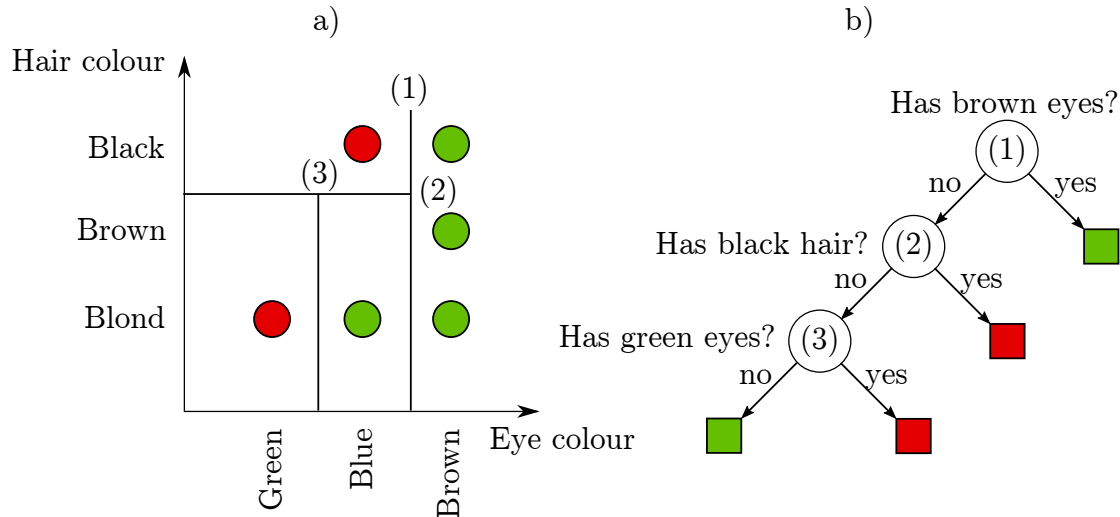 a)
Hair colour
(1)
Black
(3)
(2)
Brown
Blond
Eye colour
Green
Blue
Brown
b)
Has brown eyes?
(1)
no
yes
Has black hair?
(2)
no
yes
Has green eyes?
(3)
no
yes